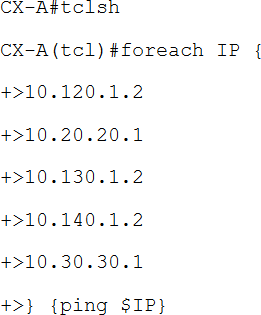 CX-A#tclsh
CX-A(tcl)#foreach IP {
+>10.120.1.2
+>10.20.20.1
+>10.130.1.2
+>10.140.1.2
+>10.30.30.1
+>} {ping $IP}